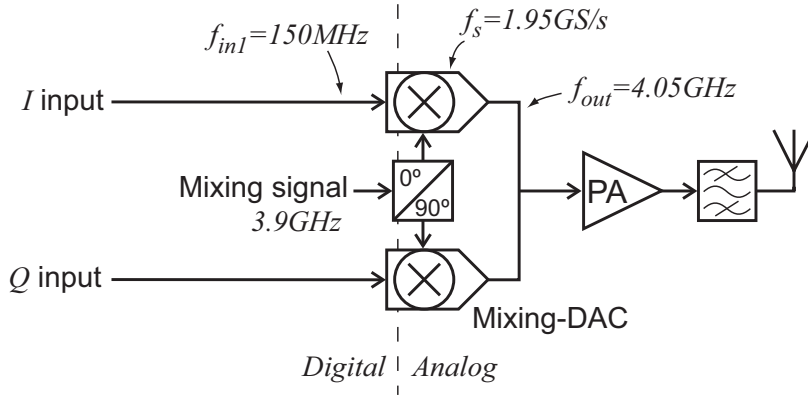 f_in1=150MHz
f_s=1.95GS/s
I input
f_out=4.05GHz
Mixing signal
3.9GHz
0º
90º
PA
Q input
Mixing-DAC
Digital
Analog